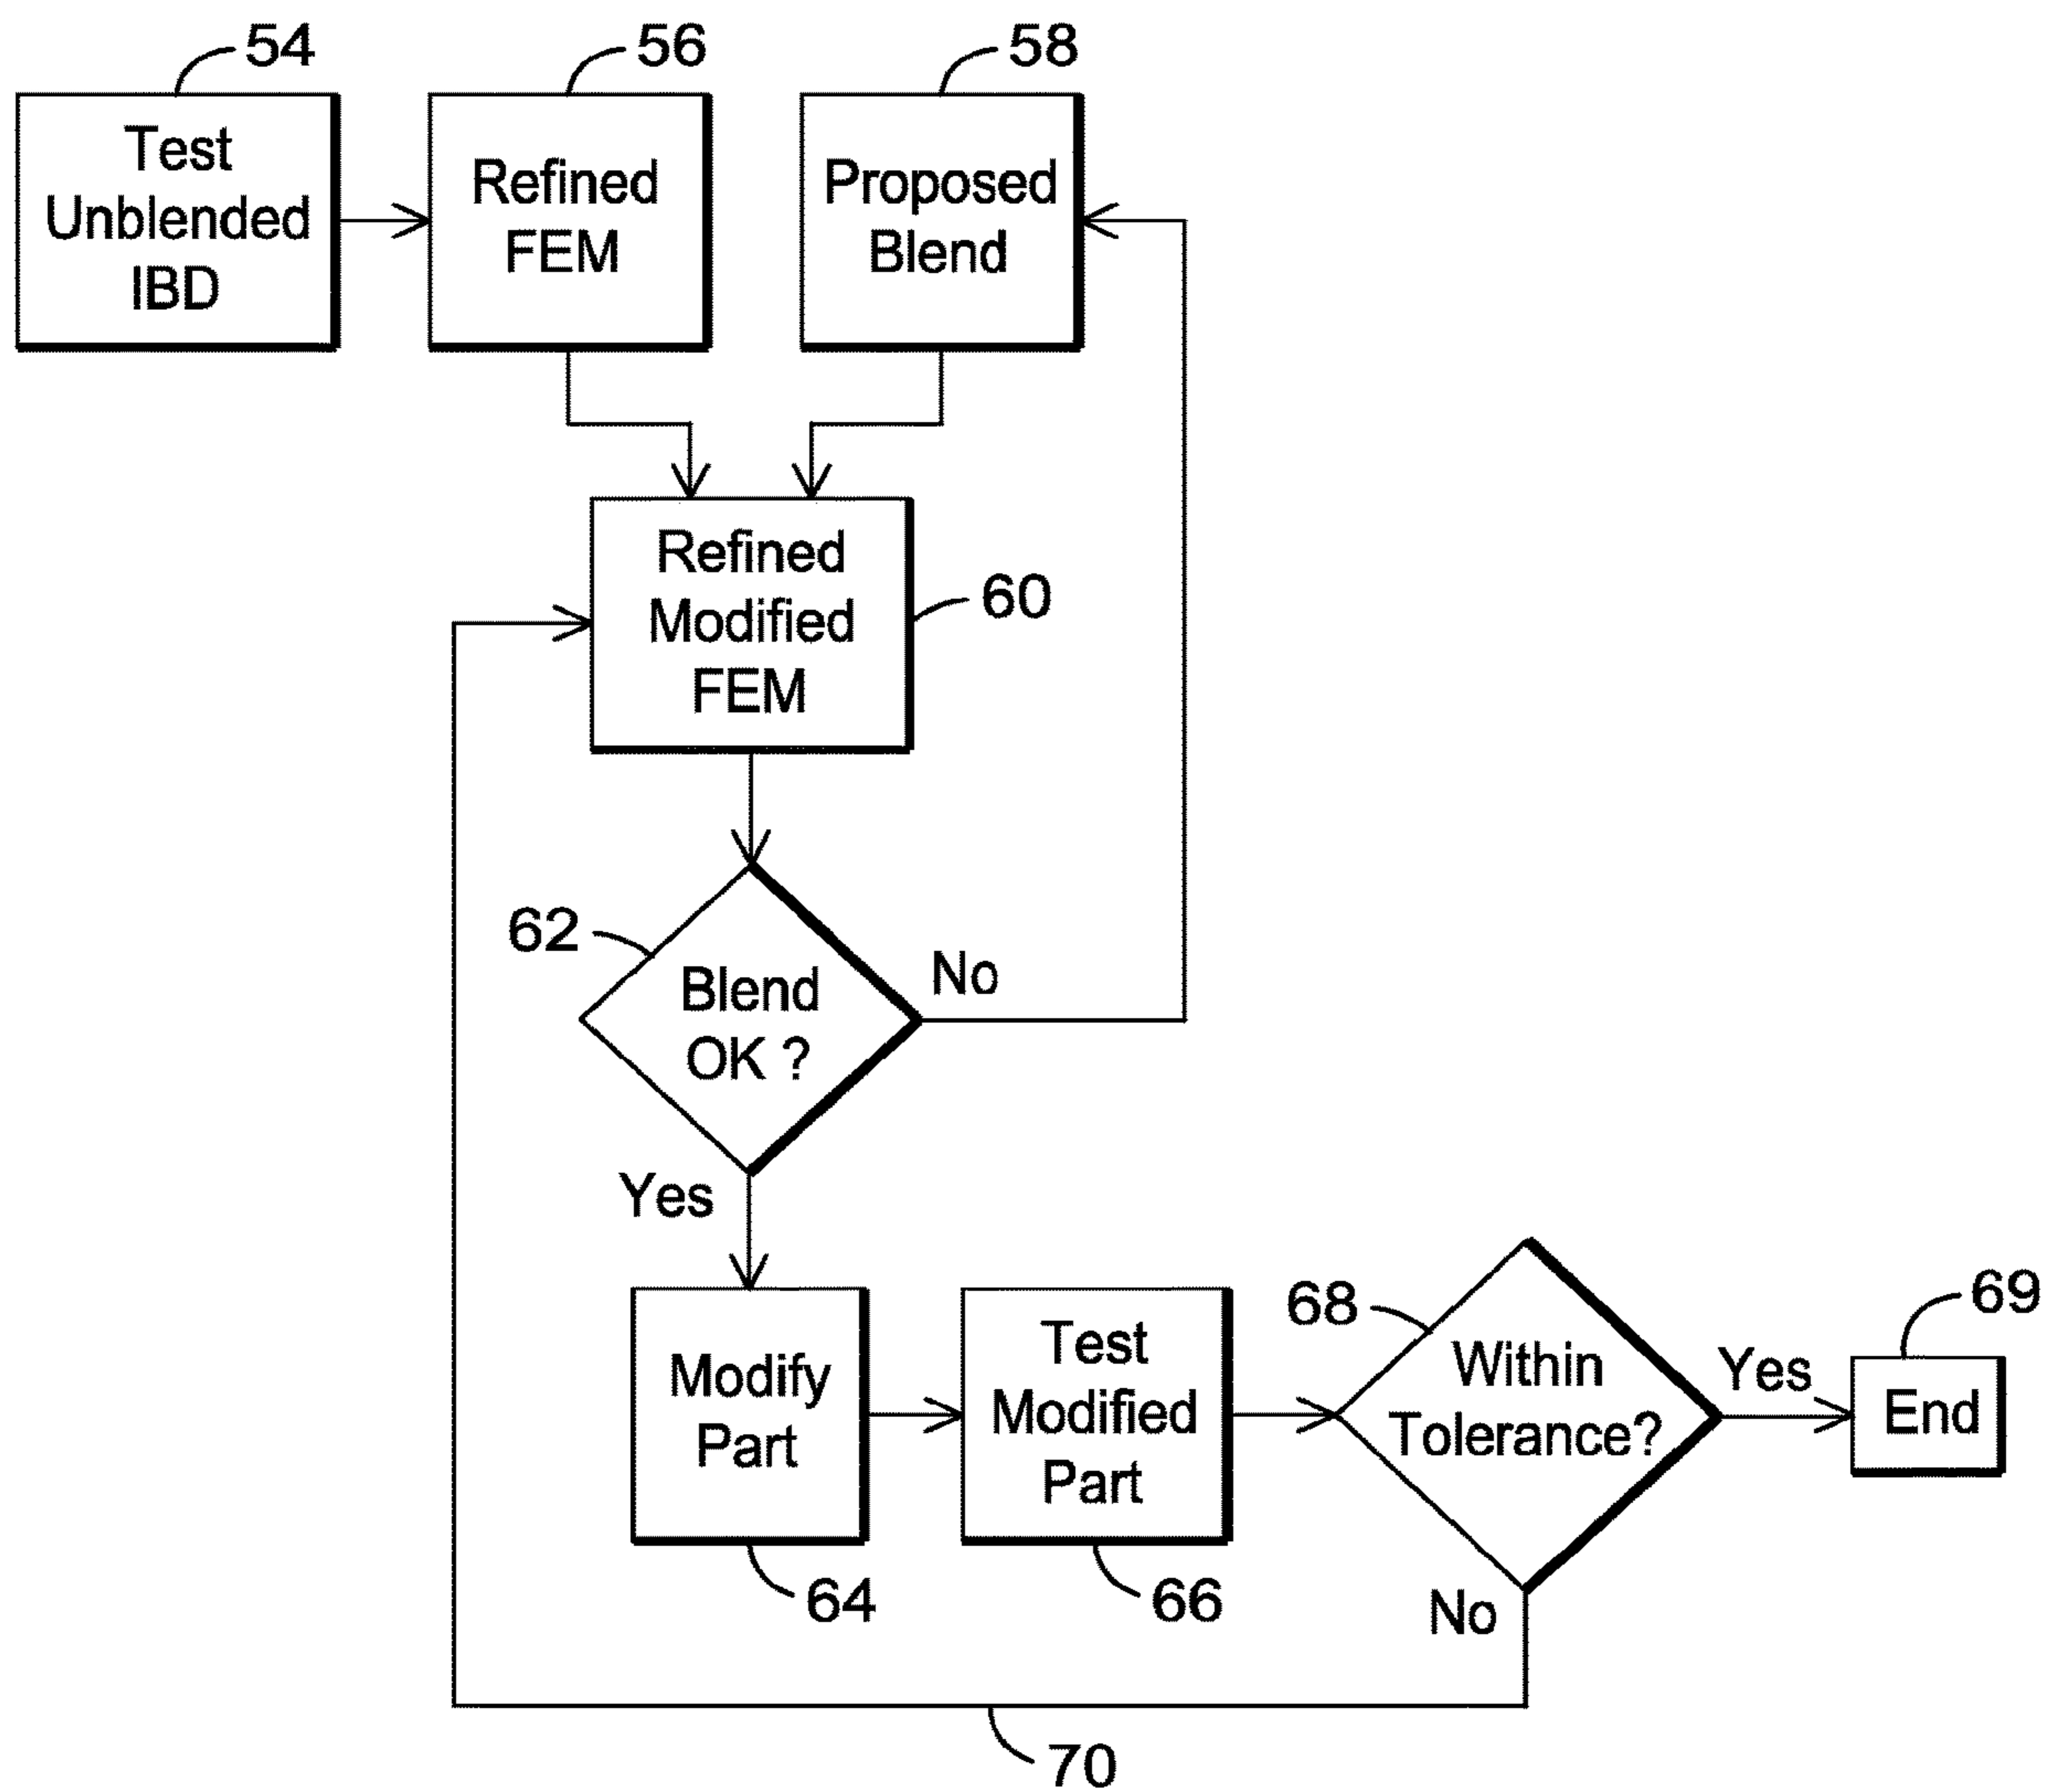 54
56
58
Test
Unblended
IBD
Refined
FEM
Proposed
Blend
Refined
Modified
FEM
60
62
Blend
OK ?
No
Yes
Modify
Part
64
Test
Modified
Part
66
68
Within
Tolerance?
Yes
69
End
No
70